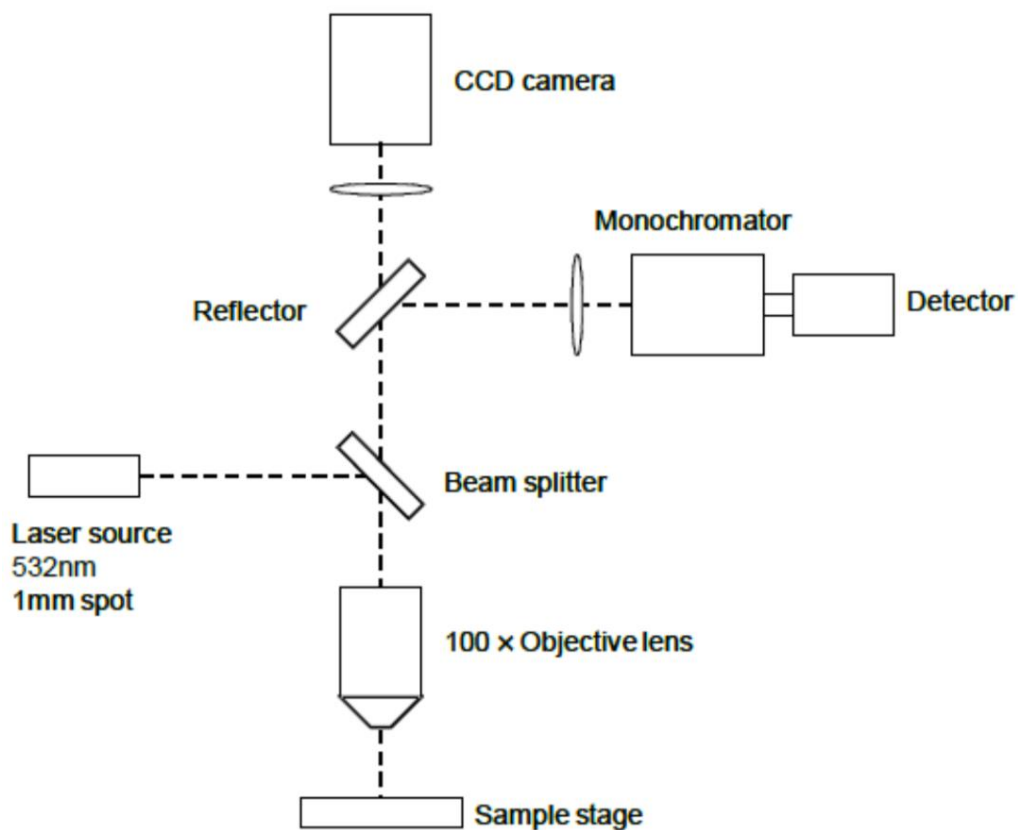 CCD camera
Monochromator
Reflector
Detector
Beam splitter
Laser source
532nm
1mm spot
100 × Objective lens
Sample stage